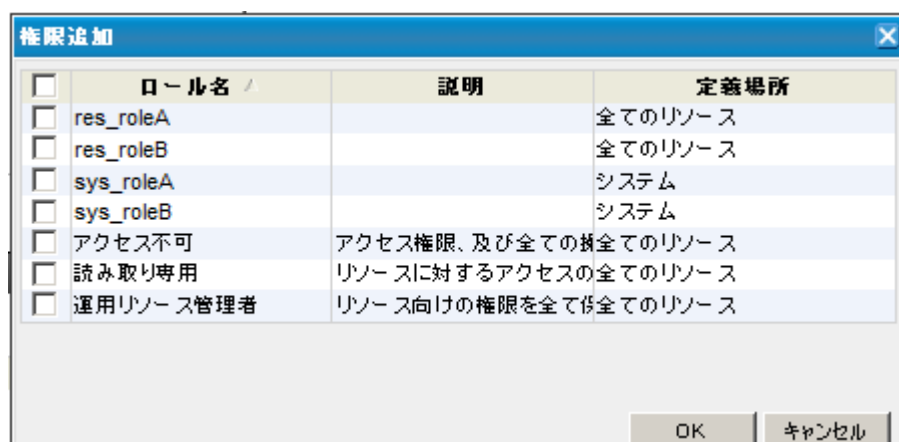 権限追加
ロール名 説明 定義場所
res_roleA 全てのリソース
res_roleB 全てのリソース
sys_roleA システム
sys_roleB システム
アクセス不可 アクセス権限、及び全ての 全てのリソース
読み取り専用 リソースに対するアクセスの 全てのリソース
運用リソース管理者 リソース向けの権限を全て 全てのリソース
OK キャンセル